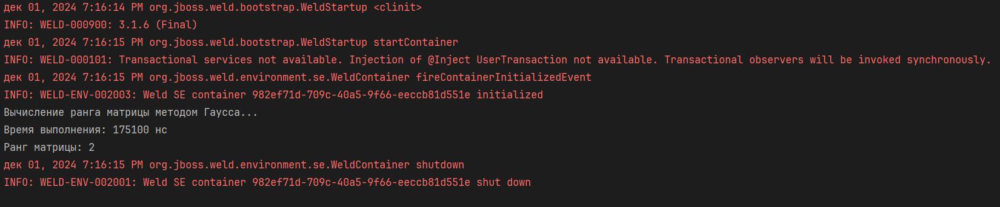 дек 01, 2024 7:16:14 PM org.jboss.weld.bootstrap.WeldStartup <clinit>
INFO: WELD-000900: 3.1.6 (Final)
дек 01, 2024 7:16:15 PM org.jboss.weld.bootstrap.WeldStartup startContainer
INFO: WELD-000101: Transactional services not available. Injection of @Inject UserTransaction not available. Transactional observers will be invoked synchronously.
дек 01, 2024 7:16:15 PM org.jboss.weld.environment.se.WeldContainer fireContainerInitializedEvent
INFO: WELD-ENV-002003: Weld SE container 982ef71d-709c-40a5-9f66-eeccb81d551e initialized
Вычисление ранга матрицы методом Гаусса...
Время выполнения: 175100 нс
Ранг матрицы: 2
дек 01, 2024 7:16:15 PM org.jboss.weld.environment.se.WeldContainer shutdown
INFO: WELD-ENV-002001: Weld SE container 982ef71d-709c-40a5-9f66-eeccb81d551e shut down